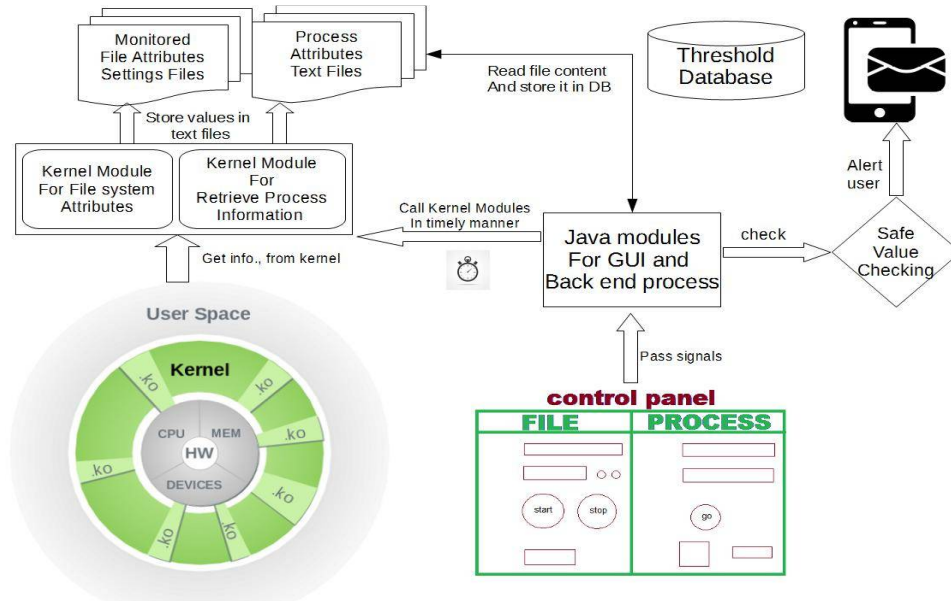 Monitored
File Attributes
Settings Files
Process
Attributes
Text Files
Read file content
And store it in DB
Threshold
Database
Store values in
text files
Kernel Module
For File system
Attributes
Kernel Module
For
Retrieve Process
Information
Call Kernel Modules
In timely manner
Java modules
For GUI and
Back end process
check
Alert
user
Safe
Value
Checking
Get info., from kernel
User Space
Kernel
.ko
.ko
.ko
.ko
.ko
.ko
.ko
CPU
MEM
HW
DEVICES
Pass signals
control panel
FILE
PROCESS
start
stop
go